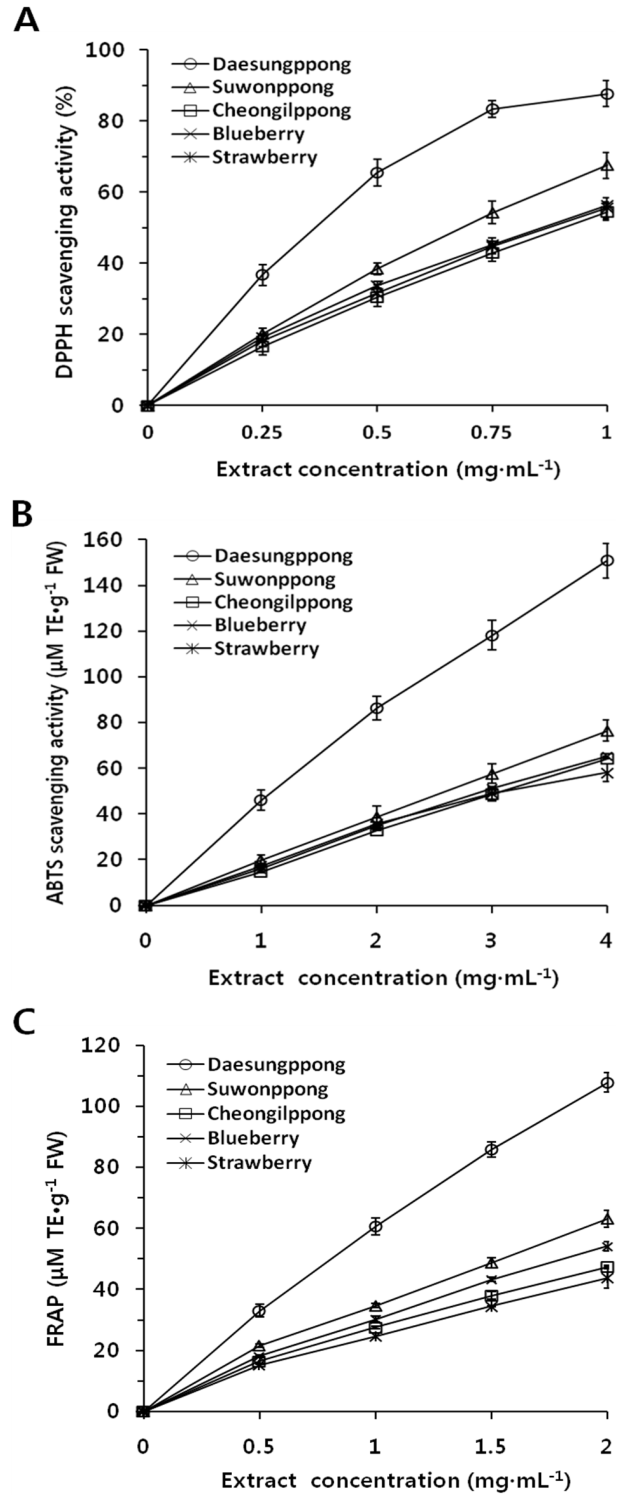 A
DPPH scavenging activity (%)
100
80
60
40
20
0
Daesungppong
Suwonppong
Cheongilppong
Blueberry
Strawberry
0 0.25 0.5 0.75 1
Extract concentration (mg·mL-1)
B
ABTS scavenging activity (μM TE•g-1 FW)
160
140
120
100
80
60
40
20
0
Daesungppong
Suwonppong
Cheongilppong
Blueberry
Strawberry
0 1 2 3 4
Extract concentration (mg·mL-1)
C
FRAP (μM TE•g-1 FW)
120
100
80
60
40
20
0
Daesungppong
Suwonppong
Cheongilppong
Blueberry
Strawberry
0 0.5 1 1.5 2
Extract concentration (mg·mL-1)